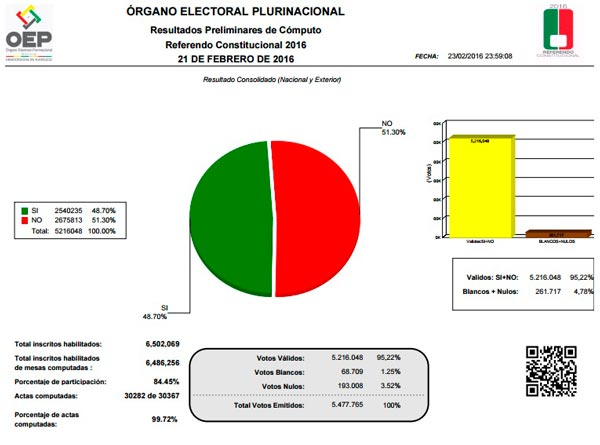 OEP
Órgano Electoral Plurinacional
ÓRGANO ELECTORAL PLURINACIONAL
Resultados Preliminares de Cómputo
Referendo Constitucional 2016
21 DE FEBRERO DE 2016
FECHA: 23/02/2016 23:59:08
2016
REFERENDO
CONSTITUCIONAL
Resultado Consolidado (Nacional y Exterior)
NO
51.30%
SI 2540235 48.70%
NO 2675813 51.30%
Total: 5216048 100.00%
SI
48.70%
(Votos)
5,216,048
Validos:SI+NO
BLANCOS+NULOS
Validos: SI+NO: 5.216.048 95,22%
Blancos + Nulos: 261.717 4,78%
Total inscritos habilitados: 6,502,069
Total inscritos habilitados
de mesas computadas : 6,486,256
Porcentaje de participación: 84.45%
Actas computadas: 30282 de 30367
Porcentaje de actas
computadas: 99.72%
Votos Válidos: 5.216.048 95,22%
Votos Blancos: 68.709 1.25%
Votos Nulos: 193.008 3.52%
Total Votos Emitidos: 5.477.765 100%